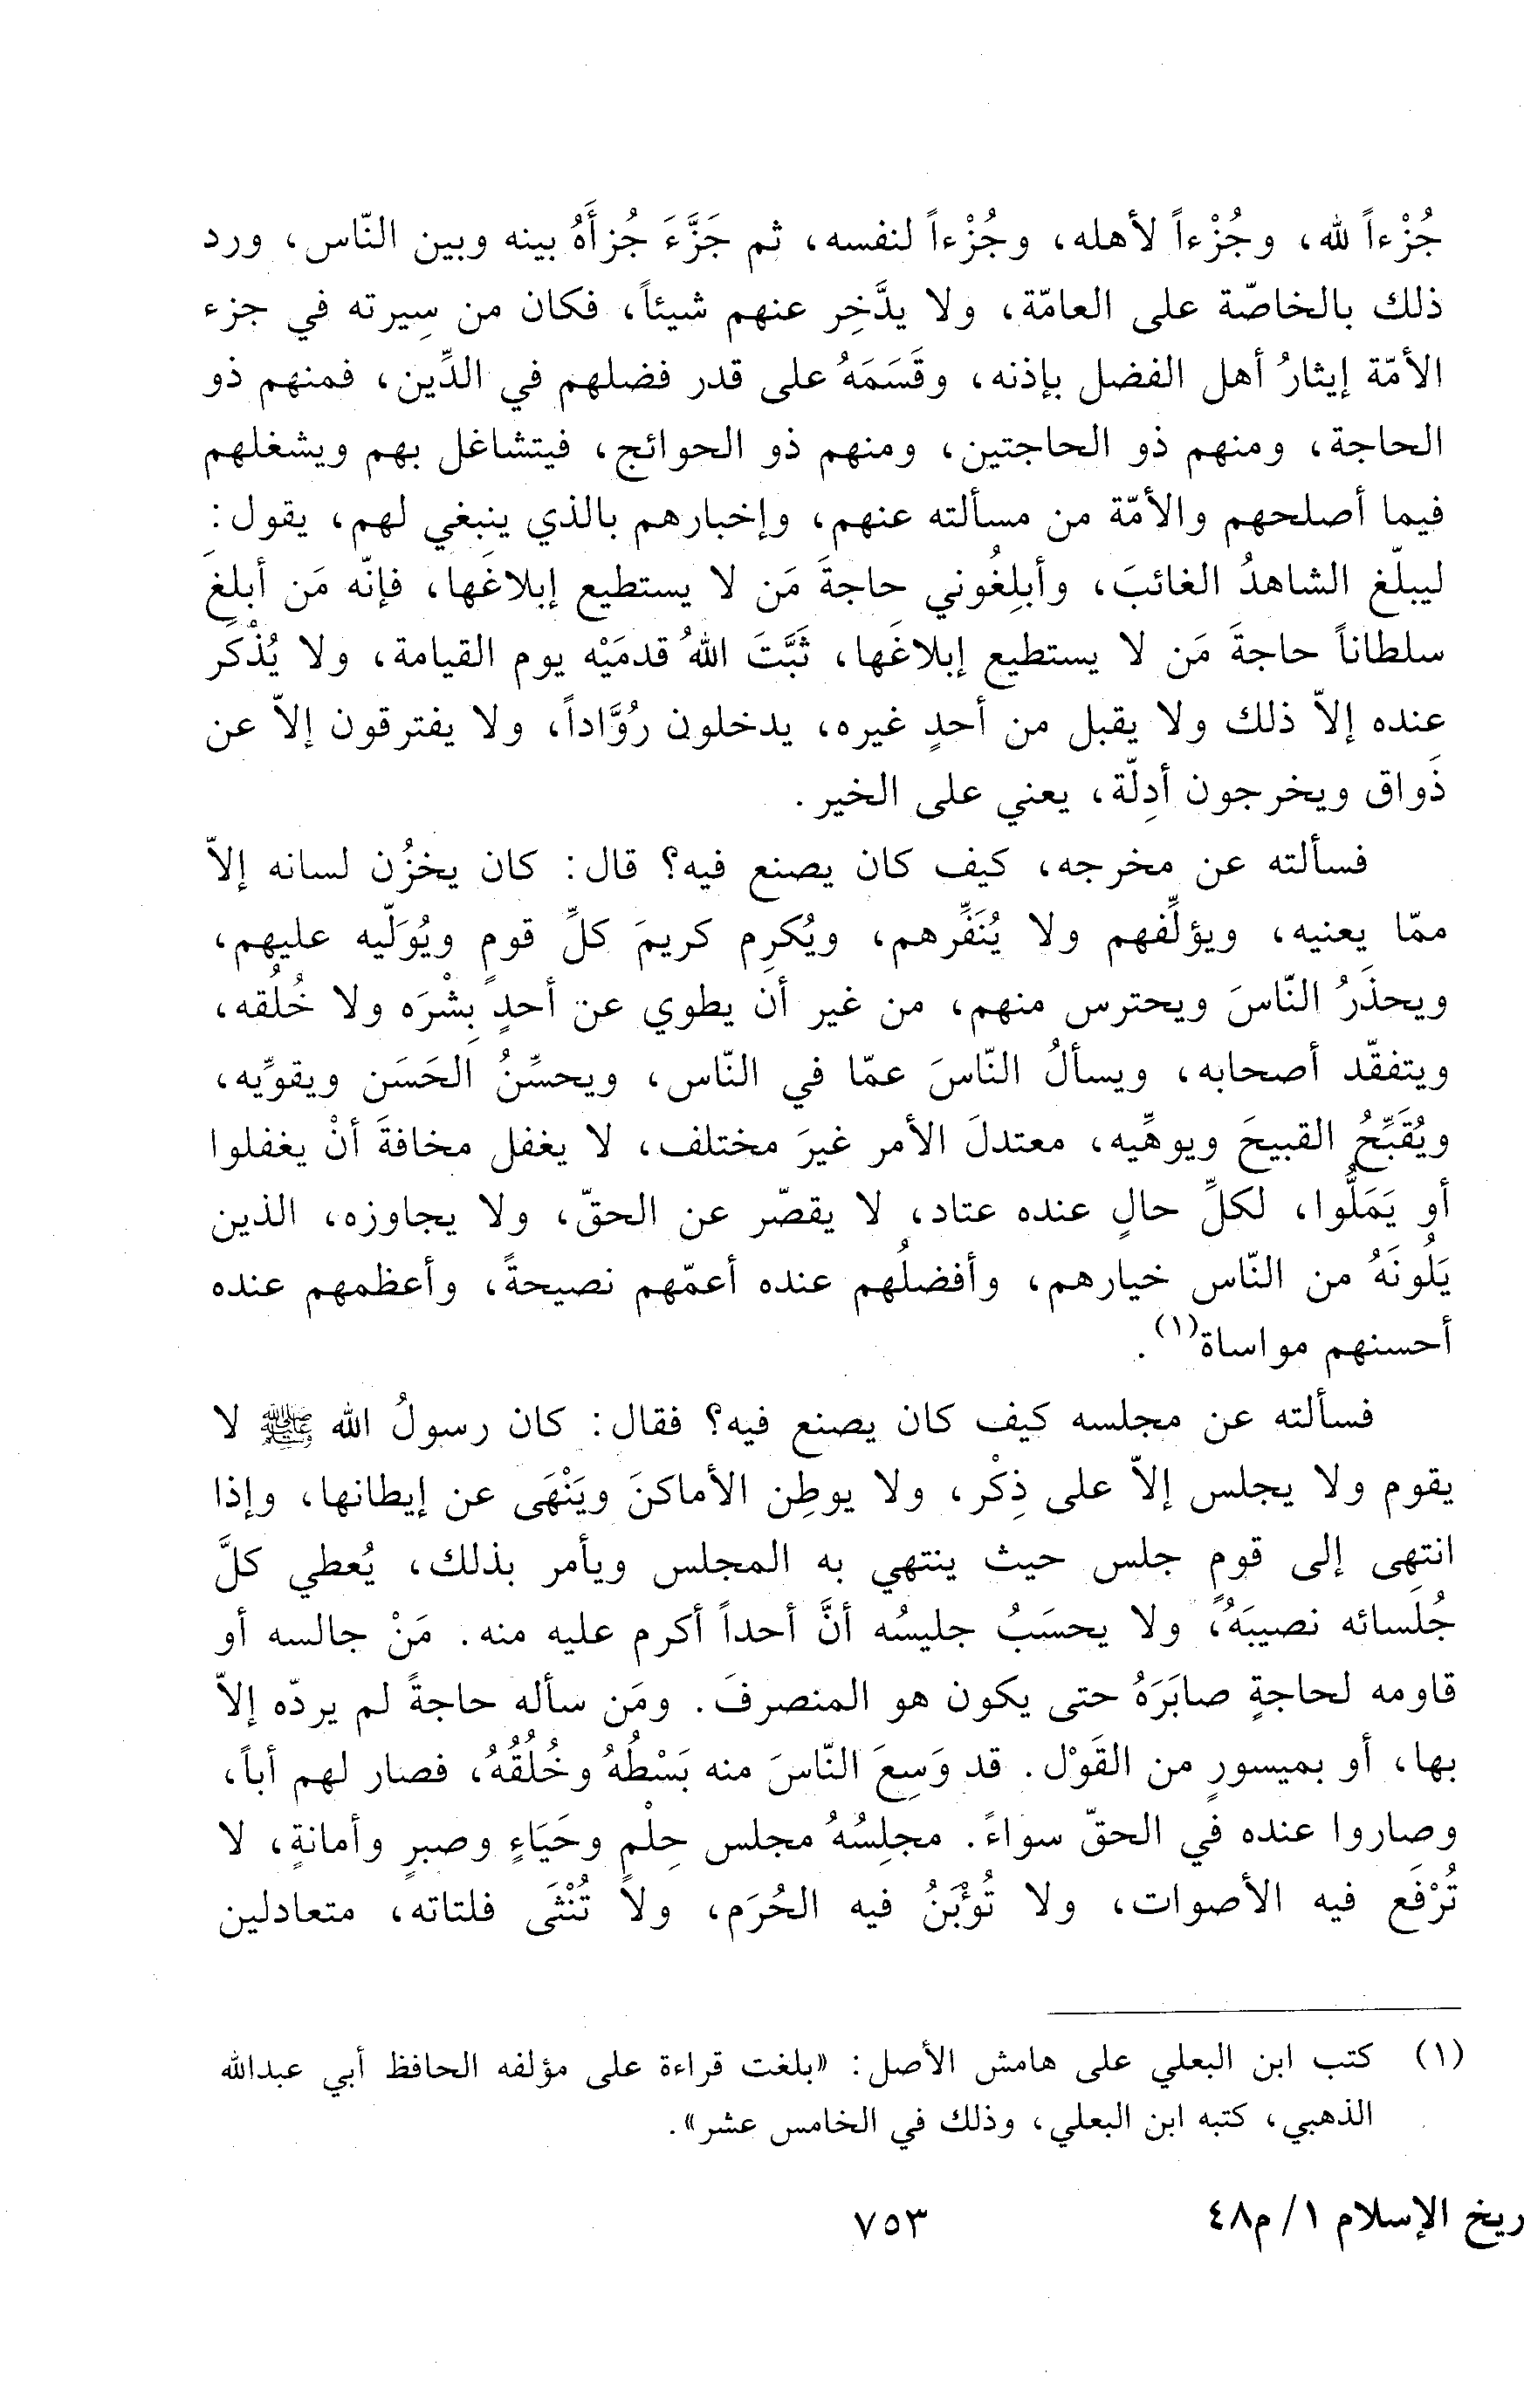 جُزْءاً لله، وجُزْءاً لأهله، وجُزْءاً لنفسه، ثم جَزَّءَ جُزأَهُ بينه وبين النّاس، ورد
ذلك بالخاصّة على العامّة، ولا يدَّخِر عنهم شيئاً، فكان من سِيرته في جزء
الأمّة إيثارُ أهل الفضل بإذنه، وقَسَمَهُ على قدر فضلهم في الدِّين، فمنهم ذو
الحاجة، ومنهم ذو الحاجتين، ومنهم ذو الحوائج، فيتشاغل بهم ويشغلهم
فيما أصلحهم والأمّة من مسألته عنهم، وإخبارهم بالذي ينبغي لهم، يقول:
ليبلّغ الشاهدُ الغائبَ، وأبلِغُوني حاجةَ مَن لا يستطيع إبلاغَها، فإنّه مَن أبلغَ
سلطاناً حاجةَ مَن لا يستطيع إبلاغَها، ثَبَّتَ اللهُ قدمَيْه يوم القيامة، ولا يُذْكَر
عنده إلاّ ذلك ولا يقبل من أحدٍ غيره، يدخلون رُوَّاداً، ولا يفترقون إلاّ عن
ذَواق ويخرجون أدِلّة، يعني على الخير.
فسألته عن مخرجه، كيف كان يصنع فيه؟ قال: كان يخزُن لسانه إلاّ
ممّا يعنيه، ويؤلِّفهم ولا يُنَفِّرهم، ويُكرِم كريمَ كلِّ قومٍ ويُوَلّيه عليهم،
ويحذَرُ النّاسَ ويحترس منهم، من غير أن يطوي عن أحدٍ بِشْرَه ولا خُلُقه،
ويتفقّد أصحابه، ويسألُ النّاسَ عمّا في النّاس، ويحسِّنُ الحَسَن ويقوِّيه،
ويُقَبِّحُ القبيحَ ويوهِّيه، معتدلَ الأمر غيرَ مختلف، لا يغفل مخافةَ أنْ يغفلوا
أو يَمَلُّوا، لكلِّ حالٍ عنده عتاد، لا يقصّر عن الحقّ، ولا يجاوزه، الذين
يَلُونَهُ من النّاس خيارهم، وأفضلُهم عنده أعمّهم نصيحةً، وأعظمهم عنده
أحسنهم مواساة(١).
فسألته عن مجلسه كيف كان يصنع فيه؟ فقال: كان رسولُ الله ﷺ لا
يقوم ولا يجلس إلاّ على ذِكْر، ولا يوطِن الأماكنَ ويَنْهَى عن إيطانها، وإذا
انتهى إلى قومٍ جلس حيث ينتهي به المجلس ويأمر بذلك، يُعطي كلَّ
جُلَسائه نصيبَهُ، ولا يحسَبُ جليسُه أنَّ أحداً أكرم عليه منه. مَنْ جالسه أو
قاومه لحاجةٍ صابَرَهُ حتى يكون هو المنصرفَ. ومَن سأله حاجةً لم يردّه إلاّ
بها، أو بميسورٍ من القَوْل. قد وَسِعَ النّاسَ منه بَسْطُهُ وخُلُقُهُ، فصار لهم أباً،
وصاروا عنده في الحقّ سواءً. مجلِسُهُ مجلس حِلْمٍ وحَيَاءٍ وصبرٍ وأمانةٍ، لا
تُرْفَع فيه الأصوات، ولا تُؤْبَنُ فيه الحُرَم، ولا تُنْثَى فلتاته، متعادلين
(١) كتب ابن البعلي على هامش الأصل: «بلغت قراءة على مؤلفه الحافظ أبي عبدالله
الذهبي، كتبه ابن البعلي، وذلك في الخامس عشر».
ريخ الإسلام ١/ م٤٨
٧٥٣